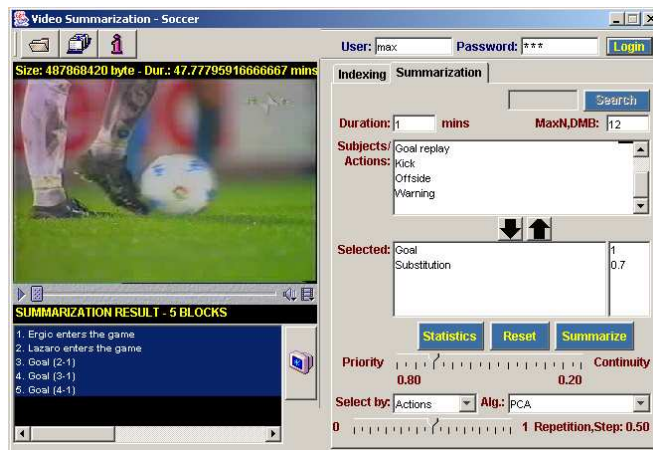 Video Summarization - Soccer
User: max Password: *** Login
Size: 487868420 byte - Dur.: 47.77795916666667 mins
Indexing Summarization
Search
Duration: 1 mins MaxN,DMB: 12
Subjects/ Actions:
Goal replay
Kick
Offside
Warning
Selected:
Goal 1
Substitution 0.7
SUMMARIZATION RESULT - 5 BLOCKS
1. Ergio enters the game
2. Lazaro enters the game
3. Goal (2-1)
4. Goal (3-1)
5. Goal (4-1)
Statistics Reset Summarize
Priority Continuity
0.80 0.20
Select by: Actions Alg.: PCA
0 1 Repetition,Step: 0.50